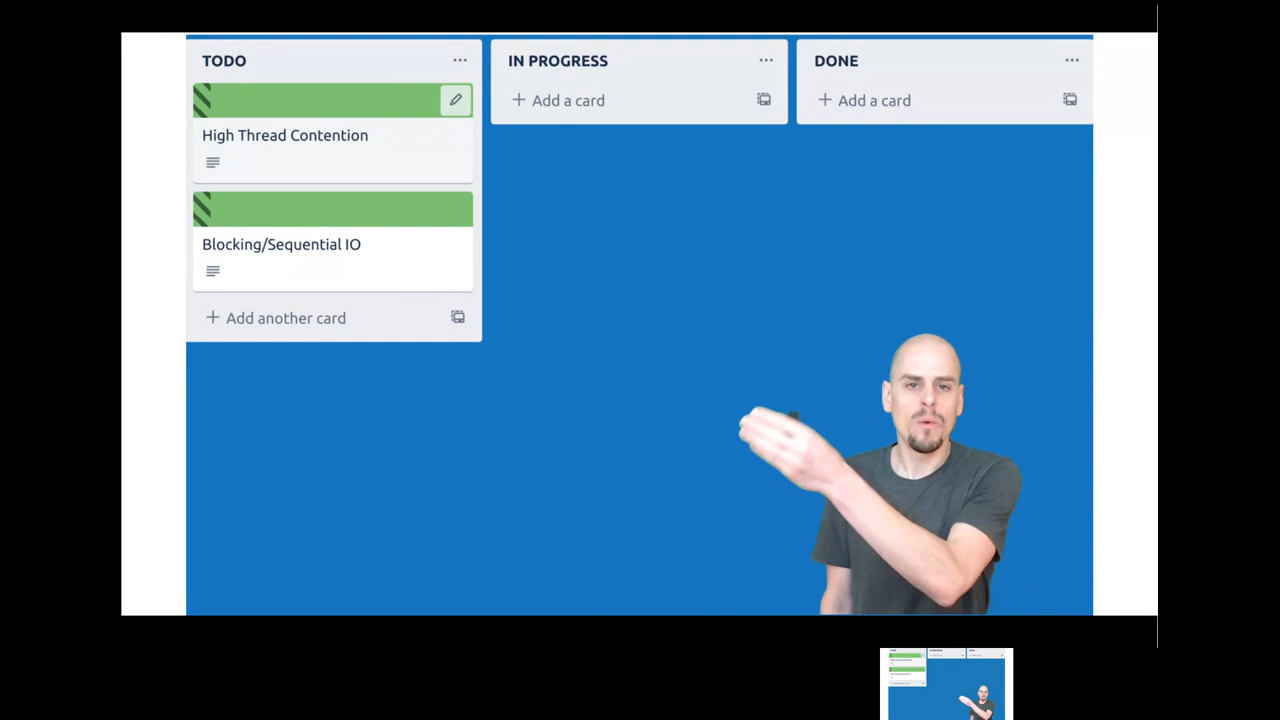 TODO
High Thread Contention
Blocking/Sequential IO
Add another card
IN PROGRESS
Add a card
DONE
Add a card